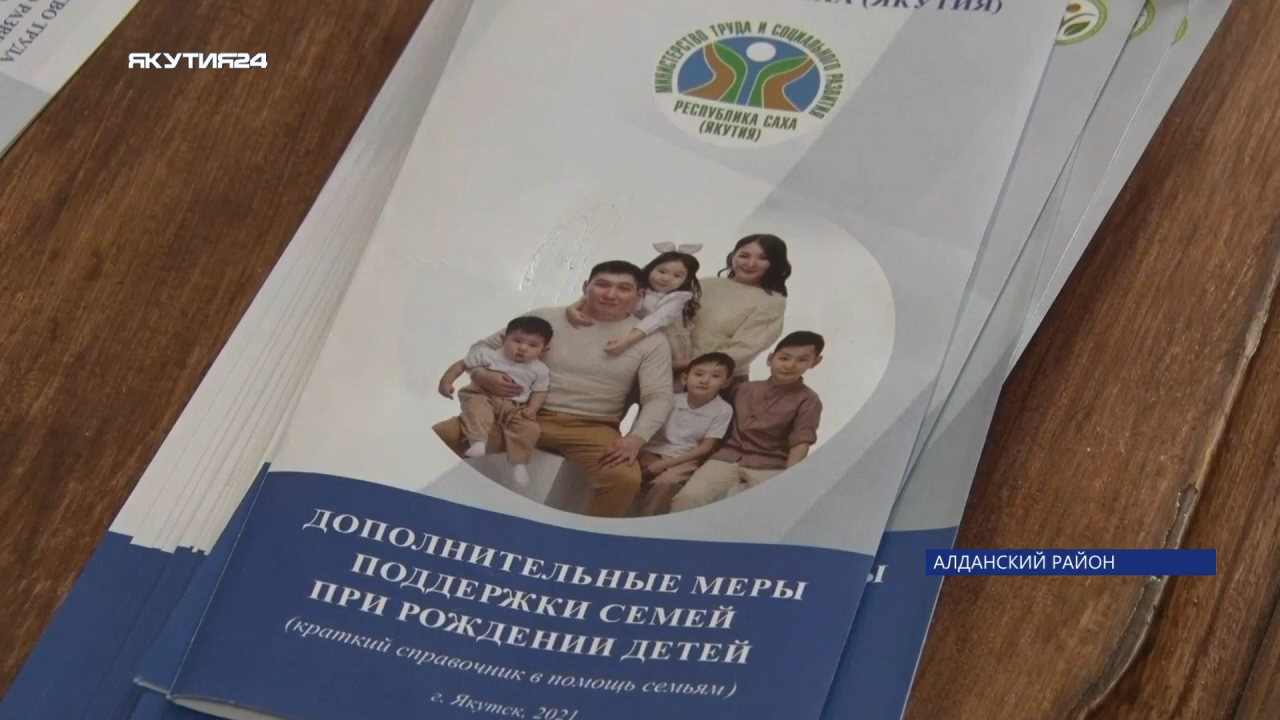 ЯКУТИЯ24
(ЯКУТИЯ)
МИНИСТЕРСТВО ТРУДА И СОЦИАЛЬНОГО РАЗВИТИЯ
РЕСПУБЛИКА САХА
(ЯКУТИЯ)
ДОПОЛНИТЕЛЬНЫЕ МЕРЫ
ПОДДЕРЖКИ СЕМЕЙ
ПРИ РОЖДЕНИИ ДЕТЕЙ
(краткий справочник в помощь семьям)
г. Якутск, 2021
АЛДАНСКИЙ РАЙОН